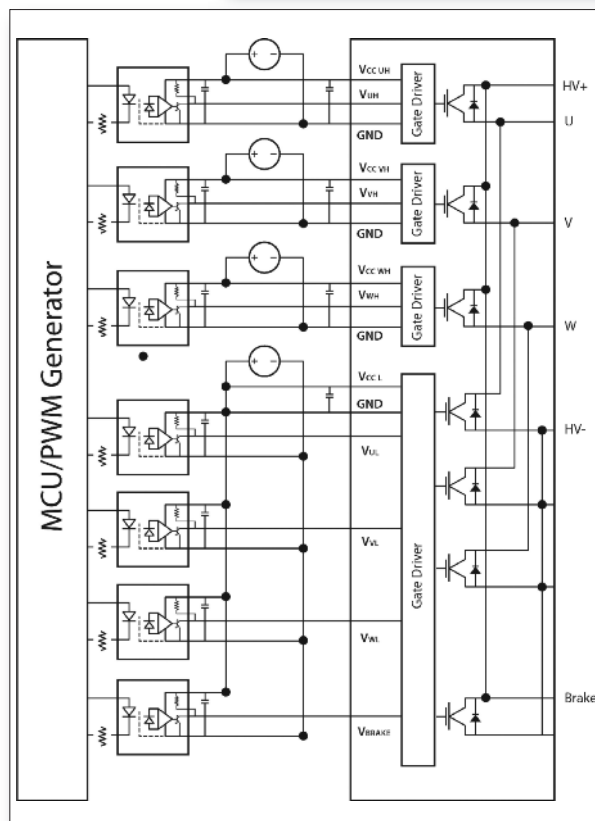 MCU/PWM Generator
+ -
VCC UH
VUH
GND
Gate Driver
HV+
U
+ -
VCC VH
VVH
GND
Gate Driver
V
+ -
VCC WH
VWH
GND
Gate Driver
W
+ -
VCC L
GND
VUL
VVL
VWL
VBRAKE
Gate Driver
HV-
Brake